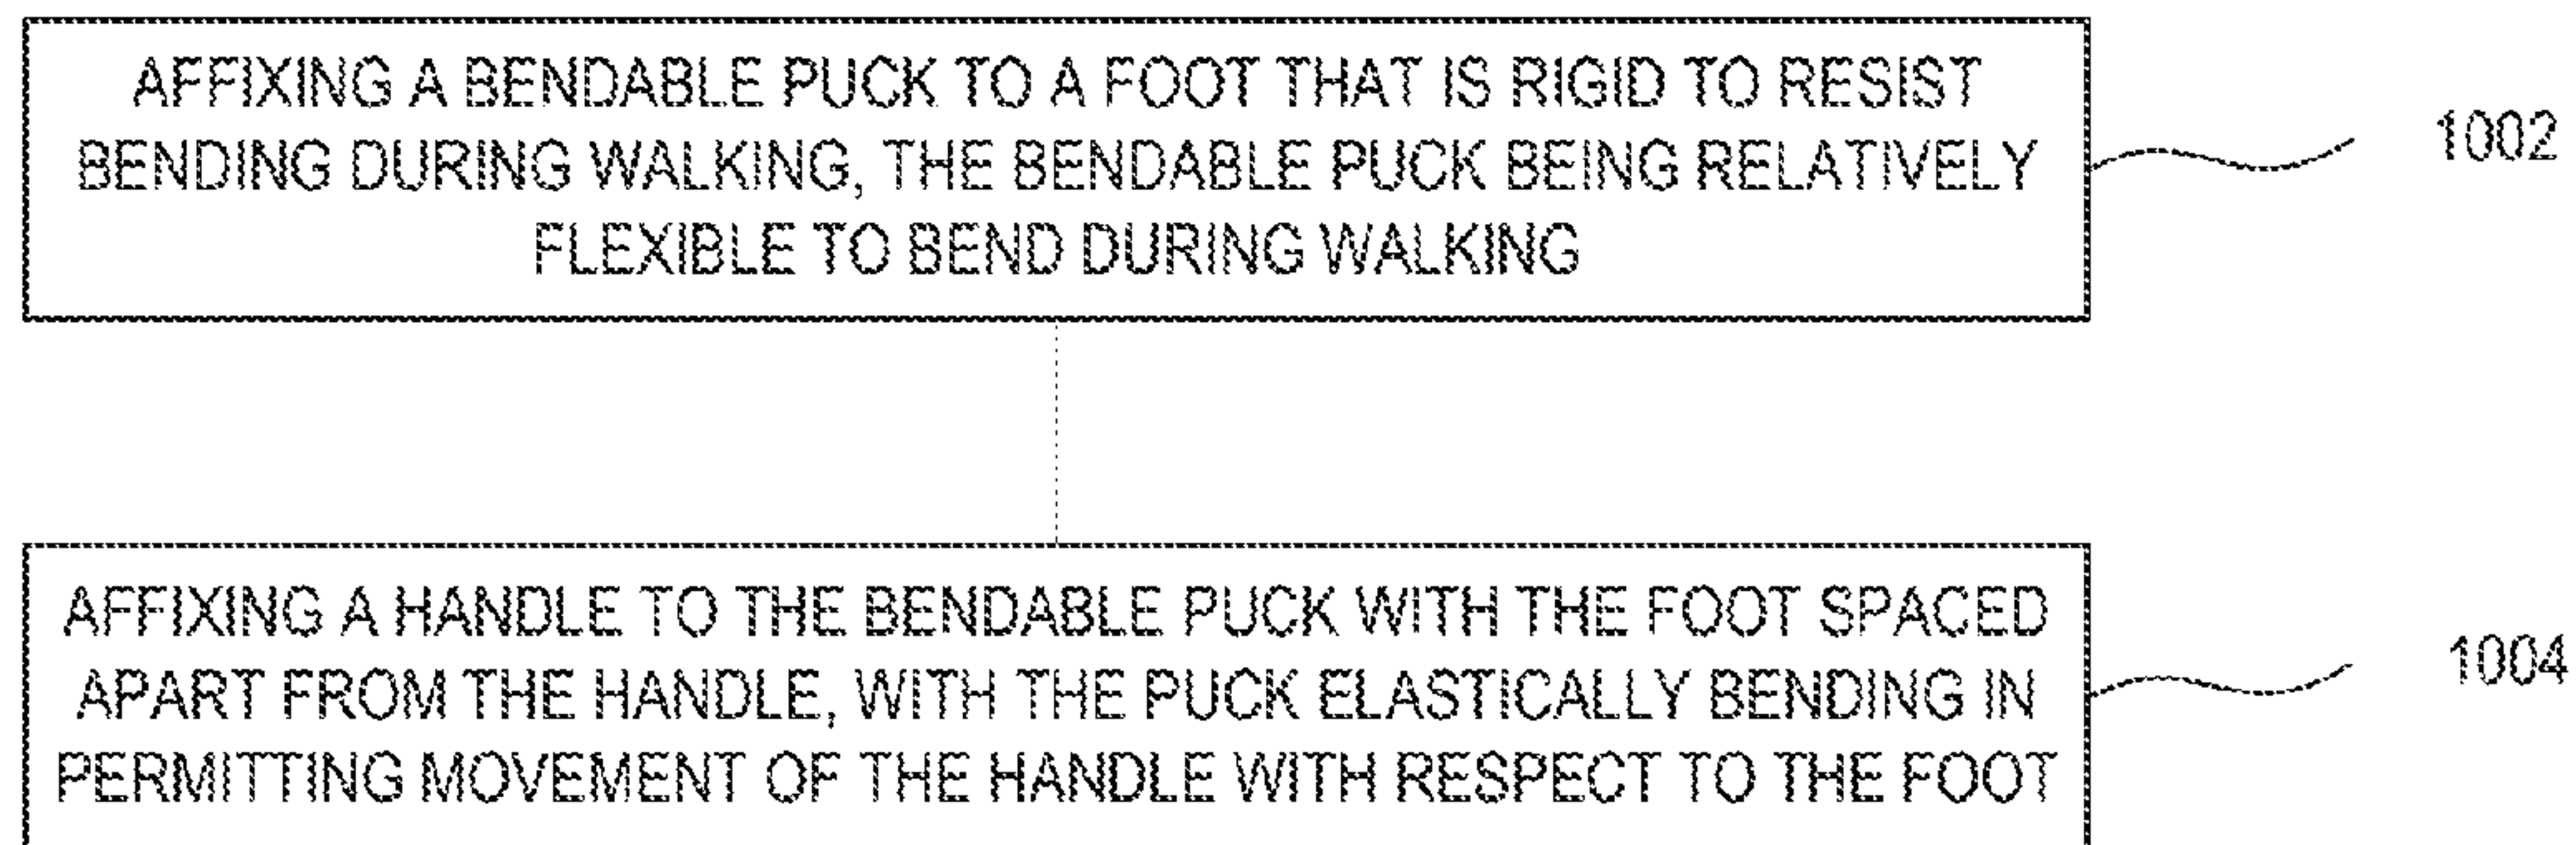 AFFIXING A BENDABLE PUCK TO A FOOT THAT IS RIGID TO RESIST
BENDING DURING WALKING, THE BENDABLE PUCK BEING RELATIVELY
FLEXIBLE TO BEND DURING WALKING
1002
AFFIXING A HANDLE TO THE BENDABLE PUCK WITH THE FOOT SPACED
APART FROM THE HANDLE, WITH THE PUCK ELASTICALLY BENDING IN
PERMITTING MOVEMENT OF THE HANDLE WITH RESPECT TO THE FOOT
1004